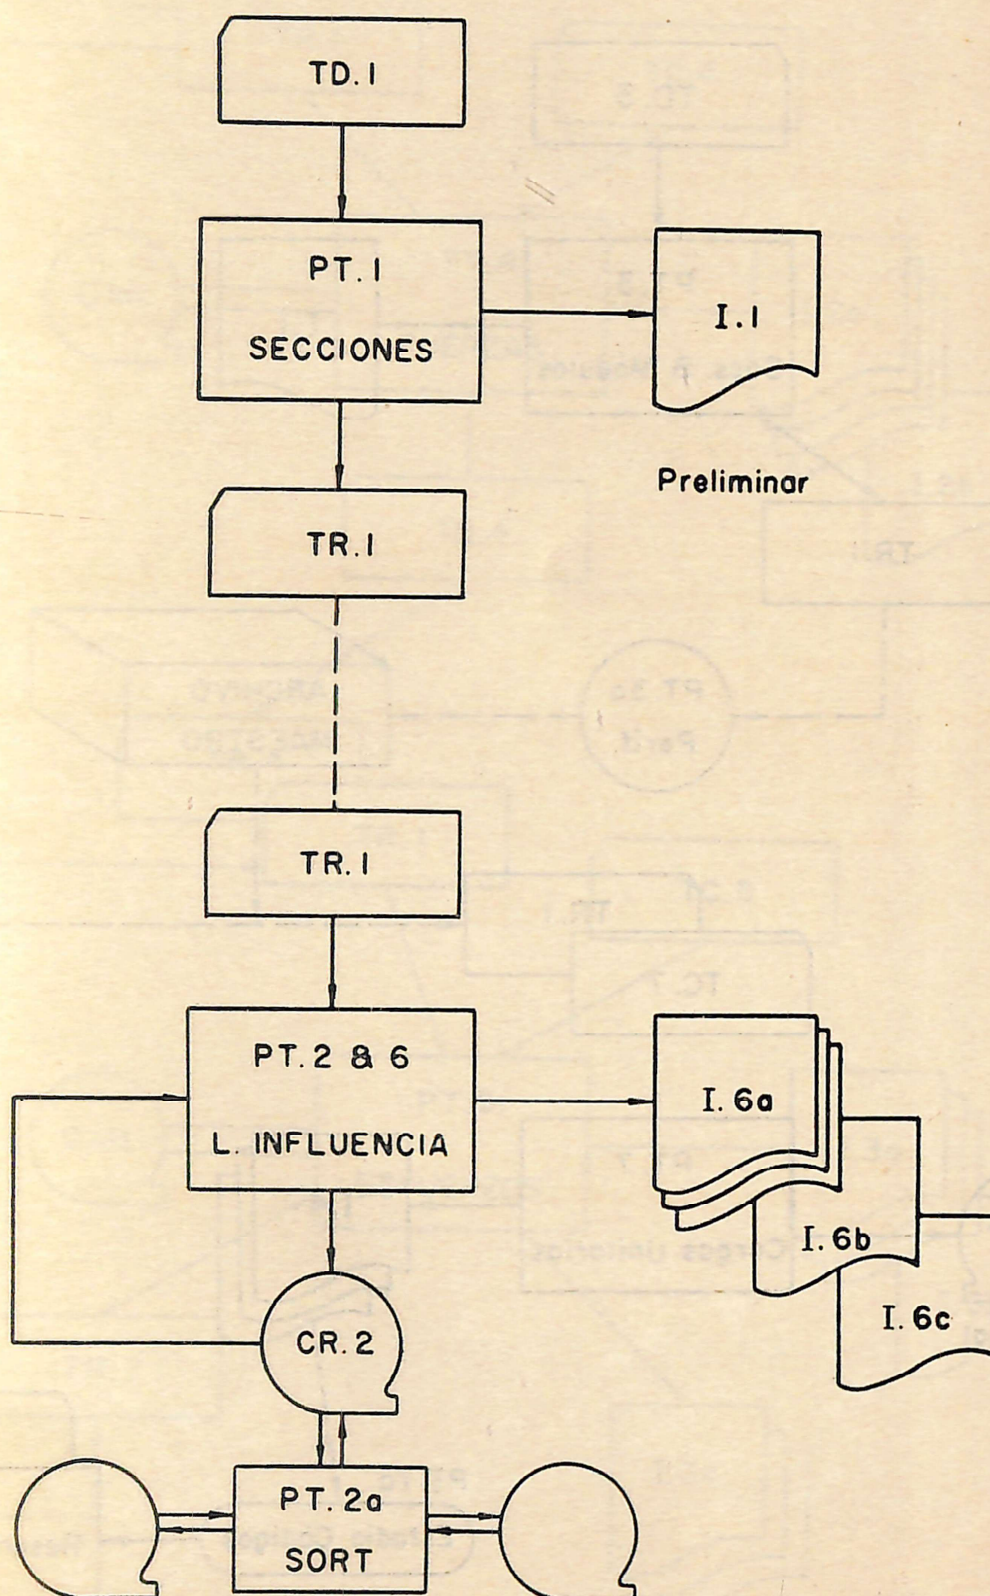 TD.1
PT.1
SECCIONES
I.1
Preliminar
TR.1
TR.1
PT.2 & 6
L. INFLUENCIA
I.6a
I.6b
I.6c
CR.2
PT.2a
SORT